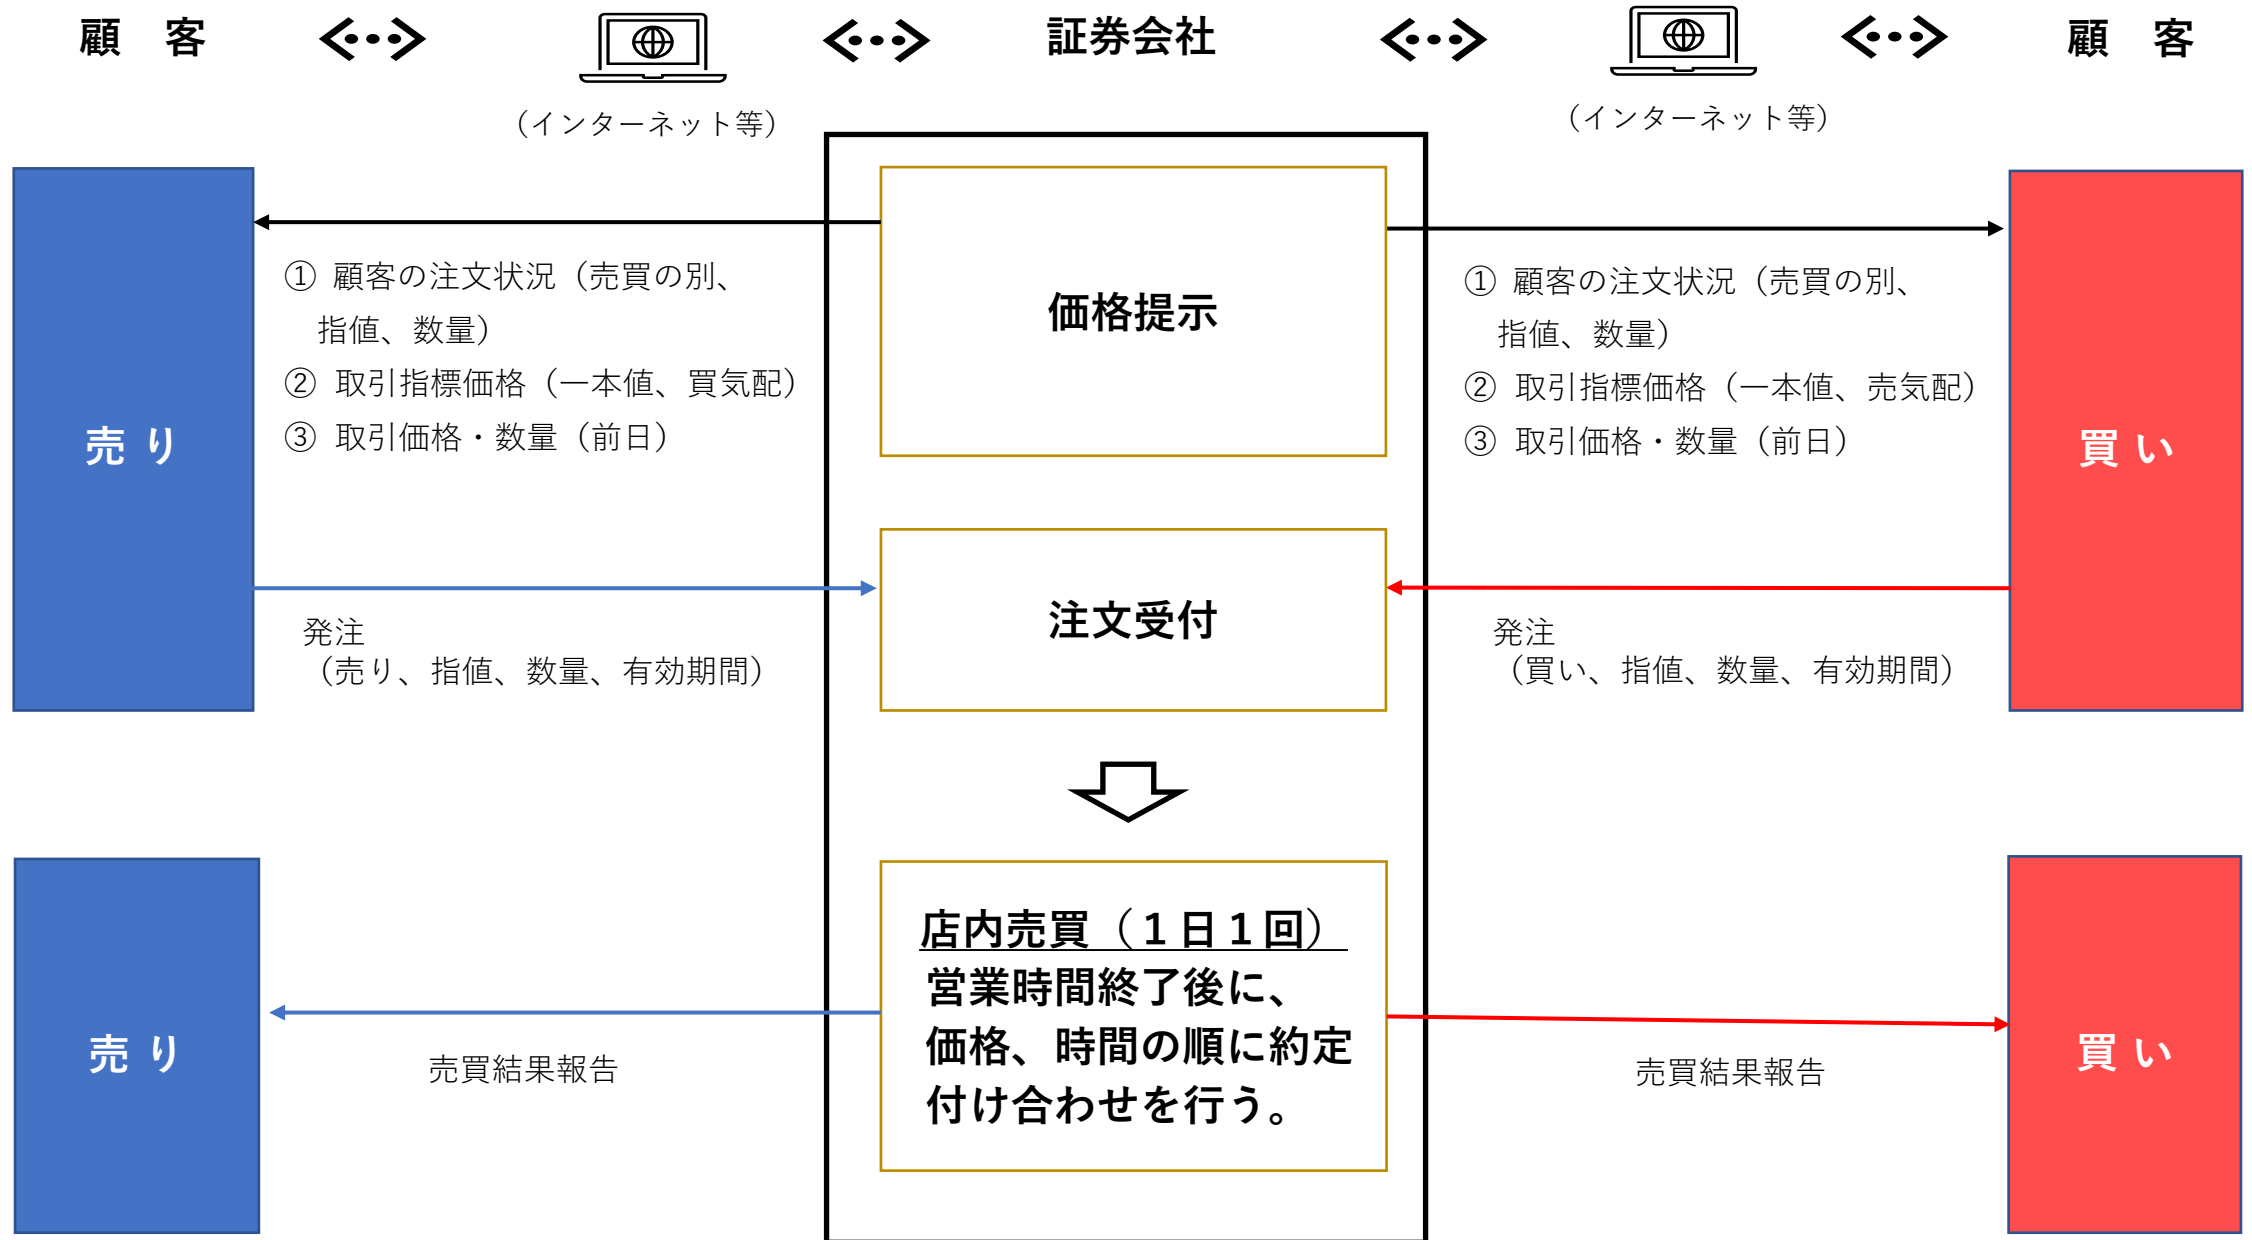 顧　客
証券会社
顧　客
（インターネット等）
（インターネット等）
売り
① 顧客の注文状況（売買の別、
指値、数量）
② 取引指標価格（一本値、買気配）
③ 取引価格・数量（前日）
価格提示
① 顧客の注文状況（売買の別、
指値、数量）
② 取引指標価格（一本値、売気配）
③ 取引価格・数量（前日）
買い
発注
（売り、指値、数量、有効期間）
注文受付
発注
（買い、指値、数量、有効期間）
売り
売買結果報告
店内売買（１日１回）
営業時間終了後に、
価格、時間の順に約定
付け合わせを行う。
売買結果報告
買い